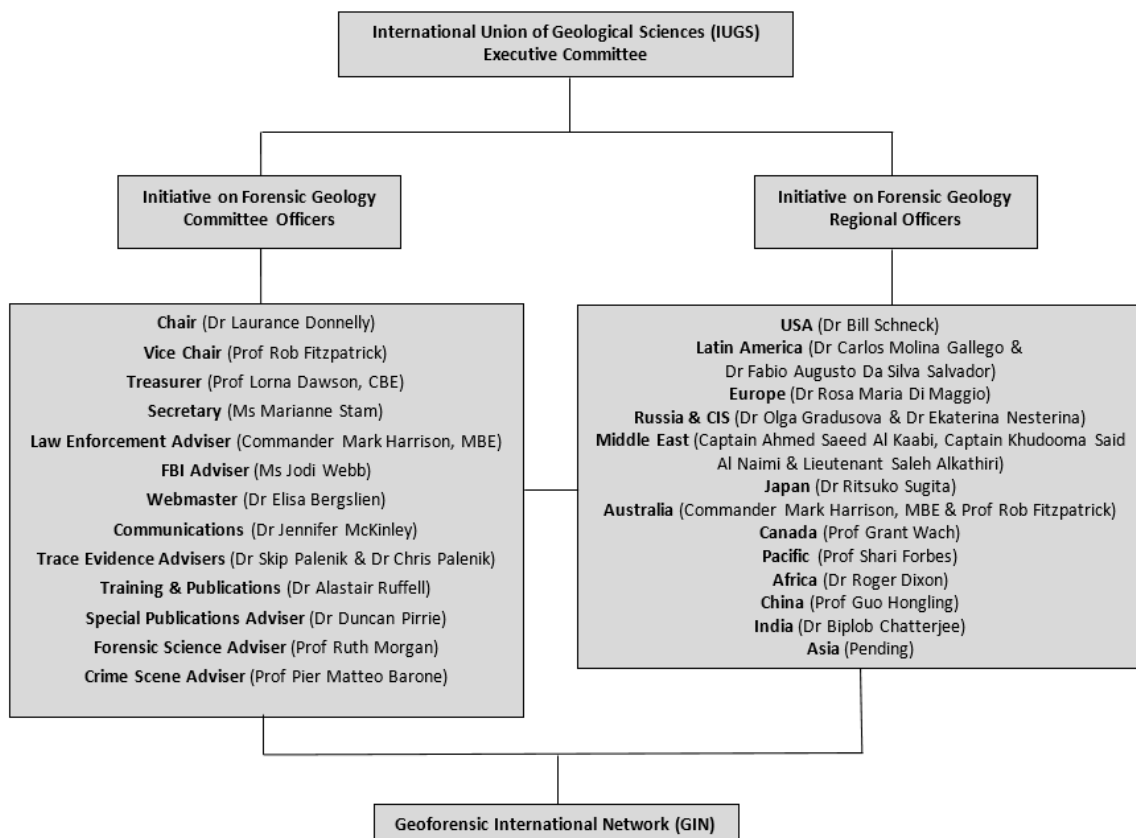 International Union of Geological Sciences (IUGS)
Executive Committee
Initiative on Forensic Geology
Committee Officers
Initiative on Forensic Geology
Regional Officers
Chair (Dr Laurance Donnelly)
Vice Chair (Prof Rob Fitzpatrick)
Treasurer (Prof Lorna Dawson, CBE)
Secretary (Ms Marianne Stam)
Law Enforcement Adviser (Commander Mark Harrison, MBE)
FBI Adviser (Ms Jodi Webb)
Webmaster (Dr Elisa Bergslien)
Communications (Dr Jennifer McKinley)
Trace Evidence Advisers (Dr Skip Palenik & Dr Chris Palenik)
Training & Publications (Dr Alastair Ruffell)
Special Publications Adviser (Dr Duncan Pirrie)
Forensic Science Adviser (Prof Ruth Morgan)
Crime Scene Adviser (Prof Pier Matteo Barone)
USA (Dr Bill Schneck)
Latin America (Dr Carlos Molina Gallego &
Dr Fabio Augusto Da Silva Salvador)
Europe (Dr Rosa Maria Di Maggio)
Russia & CIS (Dr Olga Gradusova & Dr Ekaterina Nesterina)
Middle East (Captain Ahmed Saeed Al Kaabi, Captain Khudooma Said
Al Naimi & Lieutenant Saleh Alkathiri)
Japan (Dr Ritsuko Sugita)
Australia (Commander Mark Harrison, MBE & Prof Rob Fitzpatrick)
Canada (Prof Grant Wach)
Pacific (Prof Shari Forbes)
Africa (Dr Roger Dixon)
China (Prof Guo Hongling)
India (Dr Biplob Chatterjee)
Asia (Pending)
Geoforensic International Network (GIN)